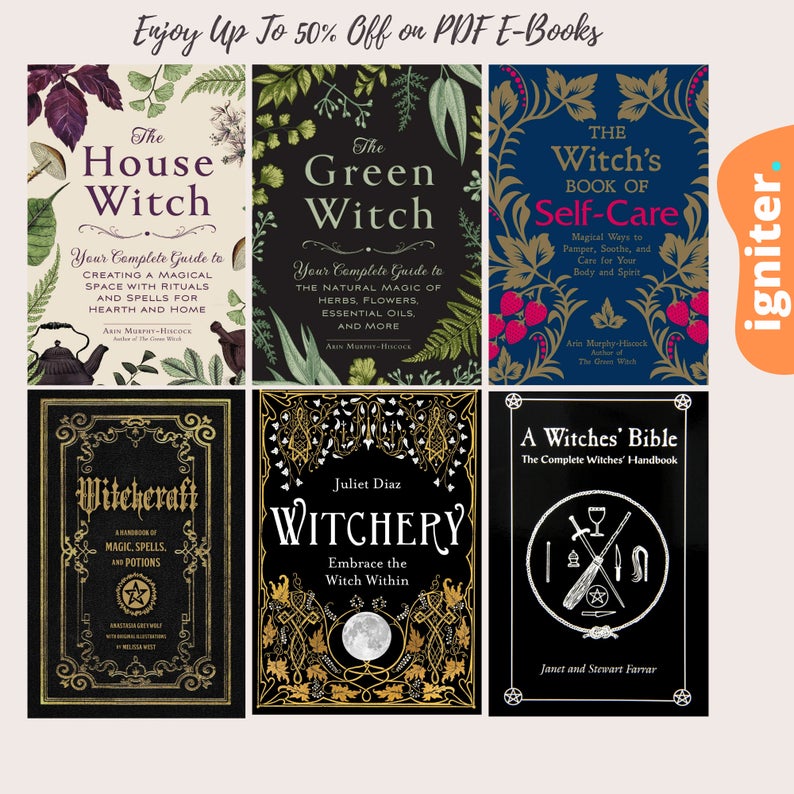 Enjoy Up To 50% Off on PDF E-Books
The
House
Witch
Your Complete Guide to
CREATING A MAGICAL
SPACE WITH RITUALS
AND SPELLS FOR
HEARTH AND HOME
ARIN MURPHY-HISCOCK
Author of The Green Witch
The
Green
Witch
Your Complete Guide to
THE NATURAL MAGIC OF
HERBS, FLOWERS,
ESSENTIAL OILS,
AND MORE
ARIN MURPHY-HISCOCK
THE
Witch's
BOOK OF
Self-Care
Magical Ways to
Pamper, Soothe, and
Care for Your
Body and Spirit
Arin Murphy-Hiscock
Author of
The Green Witch
igniter.
Witchcraft
A HANDBOOK OF
MAGIC, SPELLS,
AND POTIONS
ANASTASIA GREYWOLF
WITH ORIGINAL ILLUSTRATIONS
BY MELISSA WEST
Juliet Diaz
WITCHERY
Embrace the
Witch Within
A Witches' Bible
The Complete Witches' Handbook
Janet and Stewart Farrar